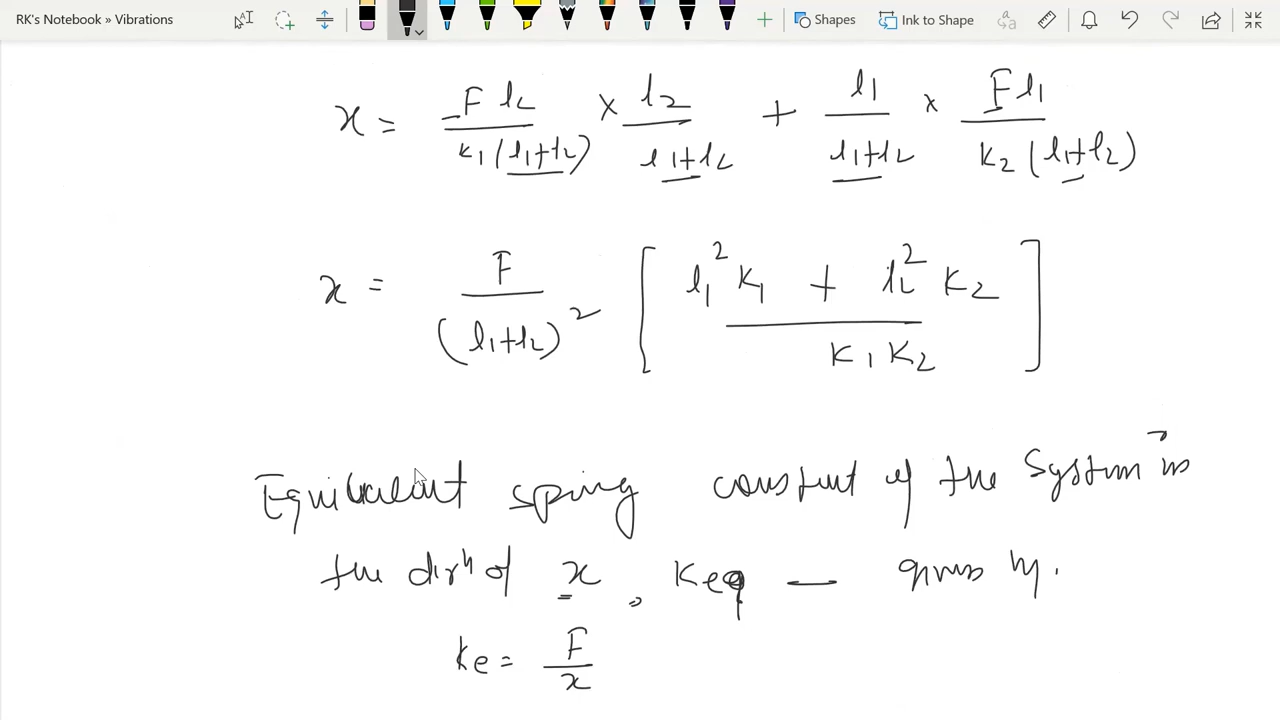 RK's Notebook » Vibrations
Shapes Ink to Shape
x = F l2 / k1 (l1+l2) × l2 / l1+l2 + l1 / l1+l2 × F l1 / k2 (l1+l2)
x = F / (l1+l2)^2 [ l1^2 K1 + l2^2 K2 / K1 K2 ]
Equivalent spring constant of the system in
the dirn of x, Keq — given by.
Ke = F / x